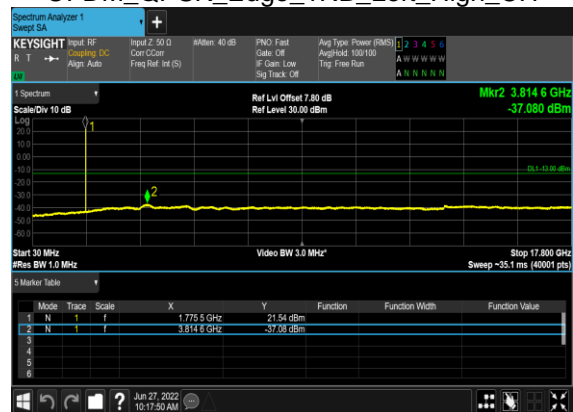 Spectrum Analyzer 1
Swept SA
KEYSIGHT Input: RF
R T Coupling: DC
Align: Auto
LU
Input Z: 50 Ω
Corr CCorr
Freq Ref: Int (S)
#Atten: 40 dB
PNO: Fast
Gate: Off
IF Gain: Low
Sig Track: Off
Avg Type: Power (RMS)
Avg|Hold: 100/100
Trig: Free Run
1 2 3 4 5 6
A W W W W W
A N N N N N
1 Spectrum
Scale/Div 10 dB
Ref Lvl Offset 7.80 dB
Ref Level 30.00 dBm
Mkr2 3.814 6 GHz
-37.080 dBm
Log
20.0
10.0
0.00
-10.0
-20.0
-30.0
-40.0
-50.0
-60.0
1
2
DL1 -13.00 dBm
Start 30 MHz
#Res BW 1.0 MHz
Video BW 3.0 MHz*
Stop 17.800 GHz
Sweep ~35.1 ms (40001 pts)
5 Marker Table
Mode Trace Scale X Y Function Function Width Function Value
1 N 1 f 1.775 5 GHz 21.54 dBm
2 N 1 f 3.814 6 GHz -37.08 dBm
3
4
5
6
?
Jun 27, 2022
10:17:50 AM